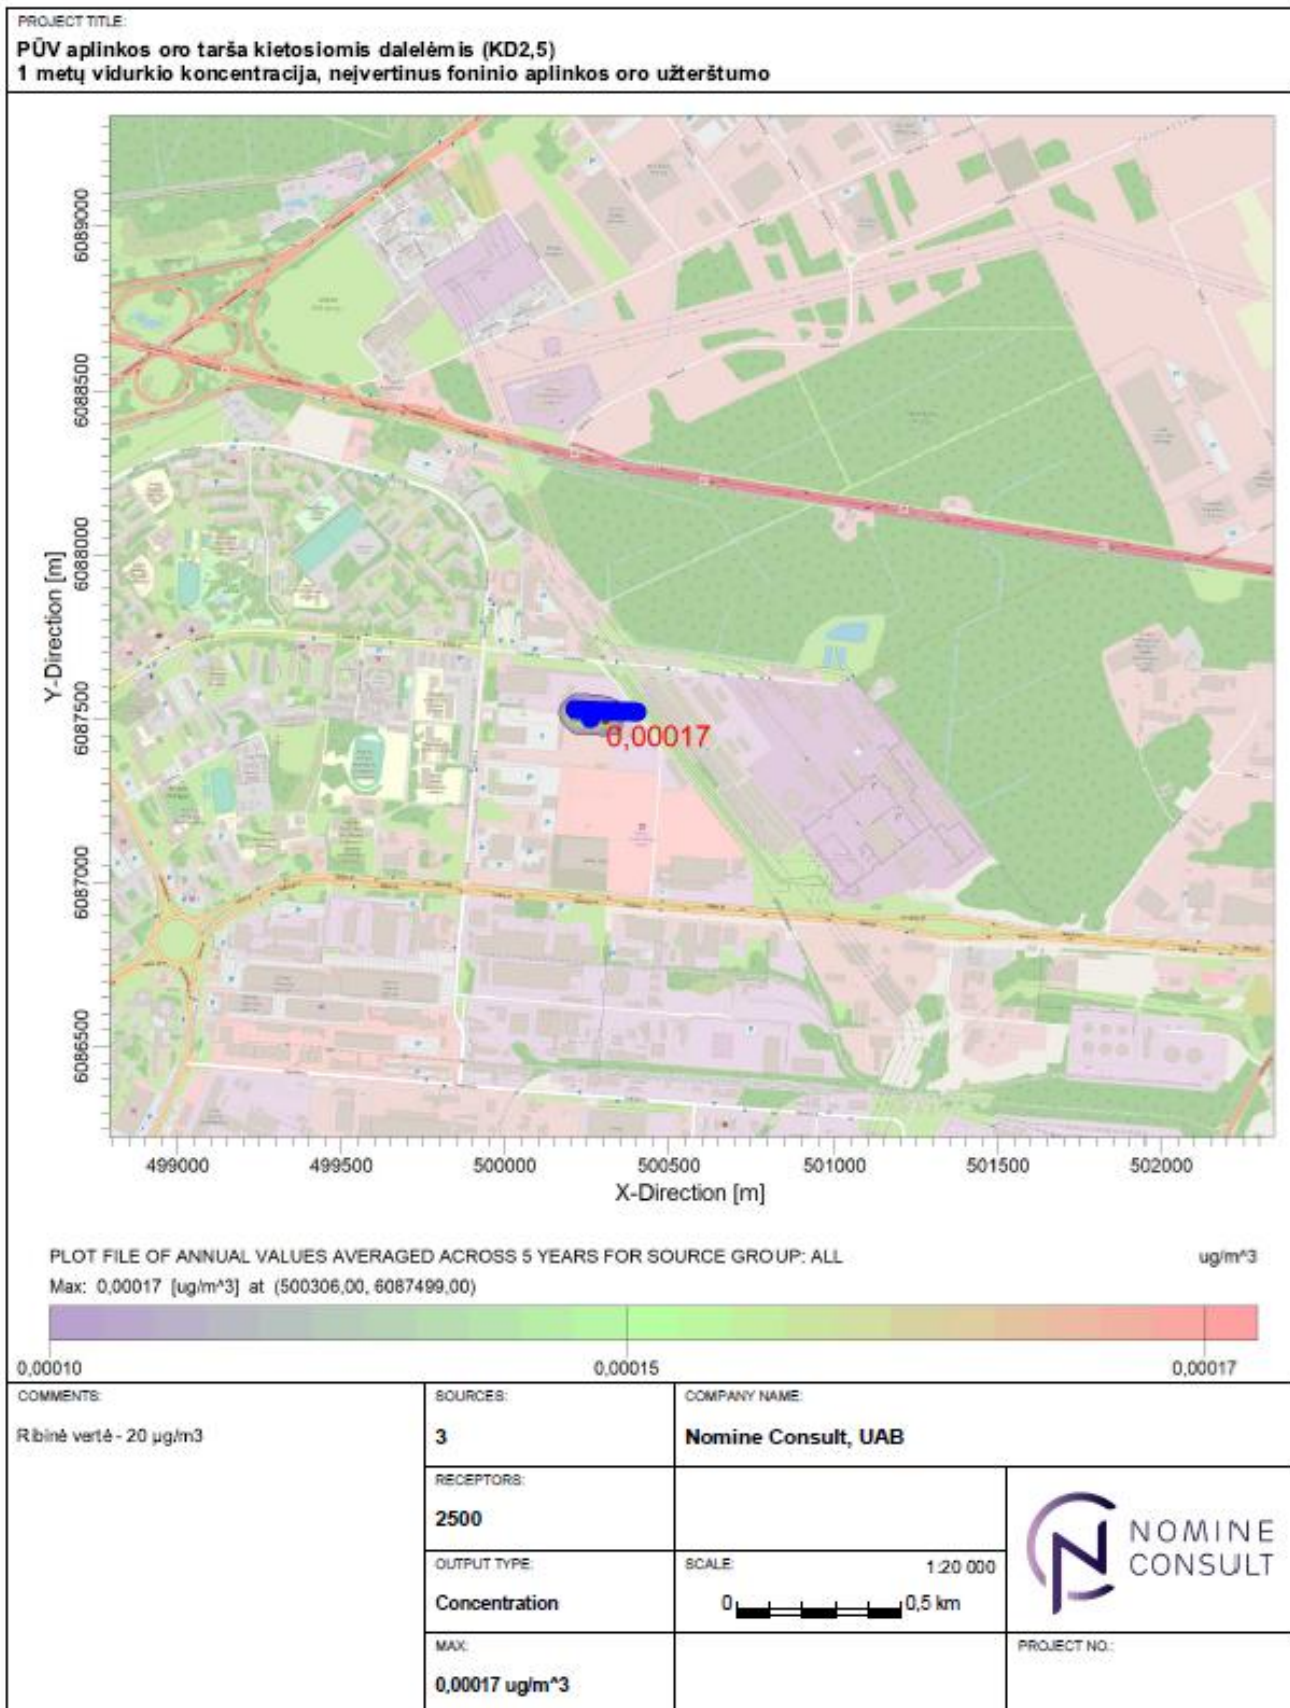 PROJECT TITLE:
PŪV aplinkos oro tarša kietosiomis dalelėmis (KD2,5)
1 metų vidurkio koncentracija, neįvertinus foninio aplinkos oro užterštumo
6089000
6088500
6088000
6087500
6087000
6086500
Y-Direction [m]
0,00017
499000 499500 500000 500500 501000 501500 502000
X-Direction [m]
PLOT FILE OF ANNUAL VALUES AVERAGED ACROSS 5 YEARS FOR SOURCE GROUP: ALL ug/m^3
Max: 0,00017 [ug/m^3] at (500306,00, 6087499,00)
0,00010 0,00015 0,00017
COMMENTS:
Ribinė vertė - 20 µg/m3
SOURCES:
3
COMPANY NAME:
Nomine Consult, UAB
RECEPTORS:
2500
OUTPUT TYPE:
Concentration
SCALE: 1:20 000
0 0,5 km
NOMINE
CONSULT
MAX:
0,00017 ug/m^3
PROJECT NO.: